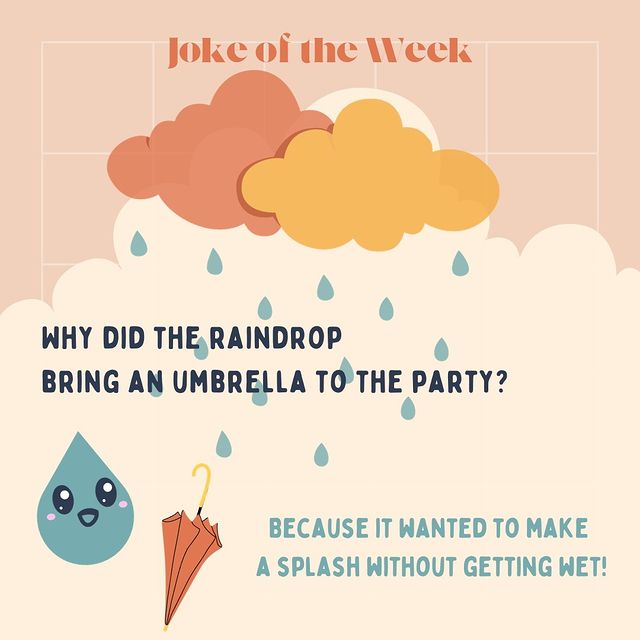 Joke of the Week
WHY DID THE RAINDROP
BRING AN UMBRELLA TO THE PARTY?
BECAUSE IT WANTED TO MAKE
A SPLASH WITHOUT GETTING WET!